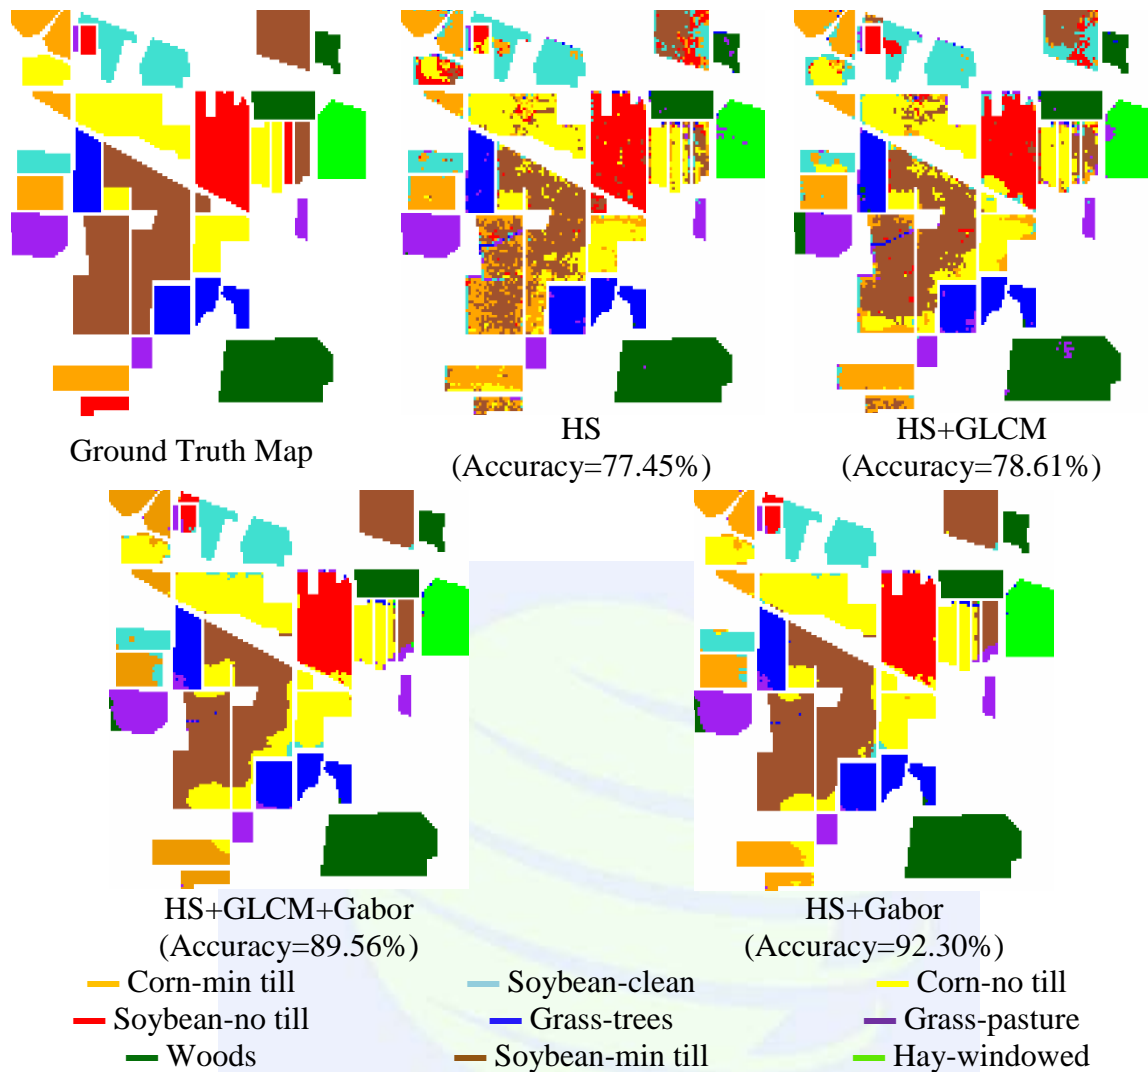 Ground Truth Map
HS
(Accuracy=77.45%)
HS+GLCM
(Accuracy=78.61%)
HS+GLCM+Gabor
(Accuracy=89.56%)
HS+Gabor
(Accuracy=92.30%)
Corn-min till
Soybean-clean
Corn-no till
Soybean-no till
Grass-trees
Grass-pasture
Woods
Soybean-min till
Hay-windowed